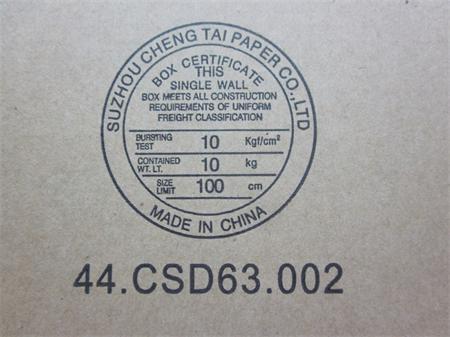 SUZHOU CHENG TAI PAPER CO.,LTD
BOX CERTIFICATE
THIS
SINGLE WALL
BOX MEETS ALL CONSTRUCTION
REQUIREMENTS OF UNIFORM
FREIGHT CLASSIFICATION
BURSTING TEST 10 Kgf/cm²
CONTAINED WT. LT. 10 kg
SIZE LIMIT 100 cm
MADE IN CHINA
44.CSD63.002